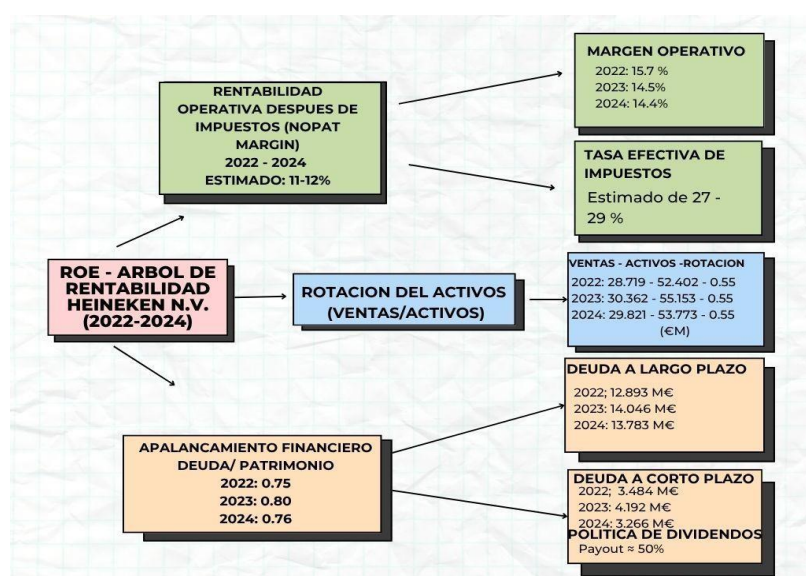 MARGEN OPERATIVO
2022: 15.7 %
2023: 14.5%
2024: 14.4%
RENTABILIDAD
OPERATIVA DESPUES DE
IMPUESTOS (NOPAT
MARGIN)
2022 - 2024
ESTIMADO: 11-12%
TASA EFECTIVA DE
IMPUESTOS
Estimado de 27 -
29 %
ROE - ARBOL DE
RENTABILIDAD
HEINEKEN N.V.
(2022-2024)
ROTACION DEL ACTIVOS
(VENTAS/ACTIVOS)
VENTAS - ACTIVOS -ROTACION
2022: 28.719 - 52.402 - 0.55
2023: 30.362 - 55.153 - 0.55
2024: 29.821 - 53.773 - 0.55
(€M)
DEUDA A LARGO PLAZO
2022; 12.893 M€
2023: 14.046 M€
2024: 13.783 M€
APALANCAMIENTO FINANCIERO
DEUDA/ PATRIMONIO
2022: 0.75
2023: 0.80
2024: 0.76
DEUDA A CORTO PLAZO
2022; 3.484 M€
2023: 4.192 M€
2024: 3.266 M€
POLITICA DE DIVIDENDOS
Payout ≈ 50%